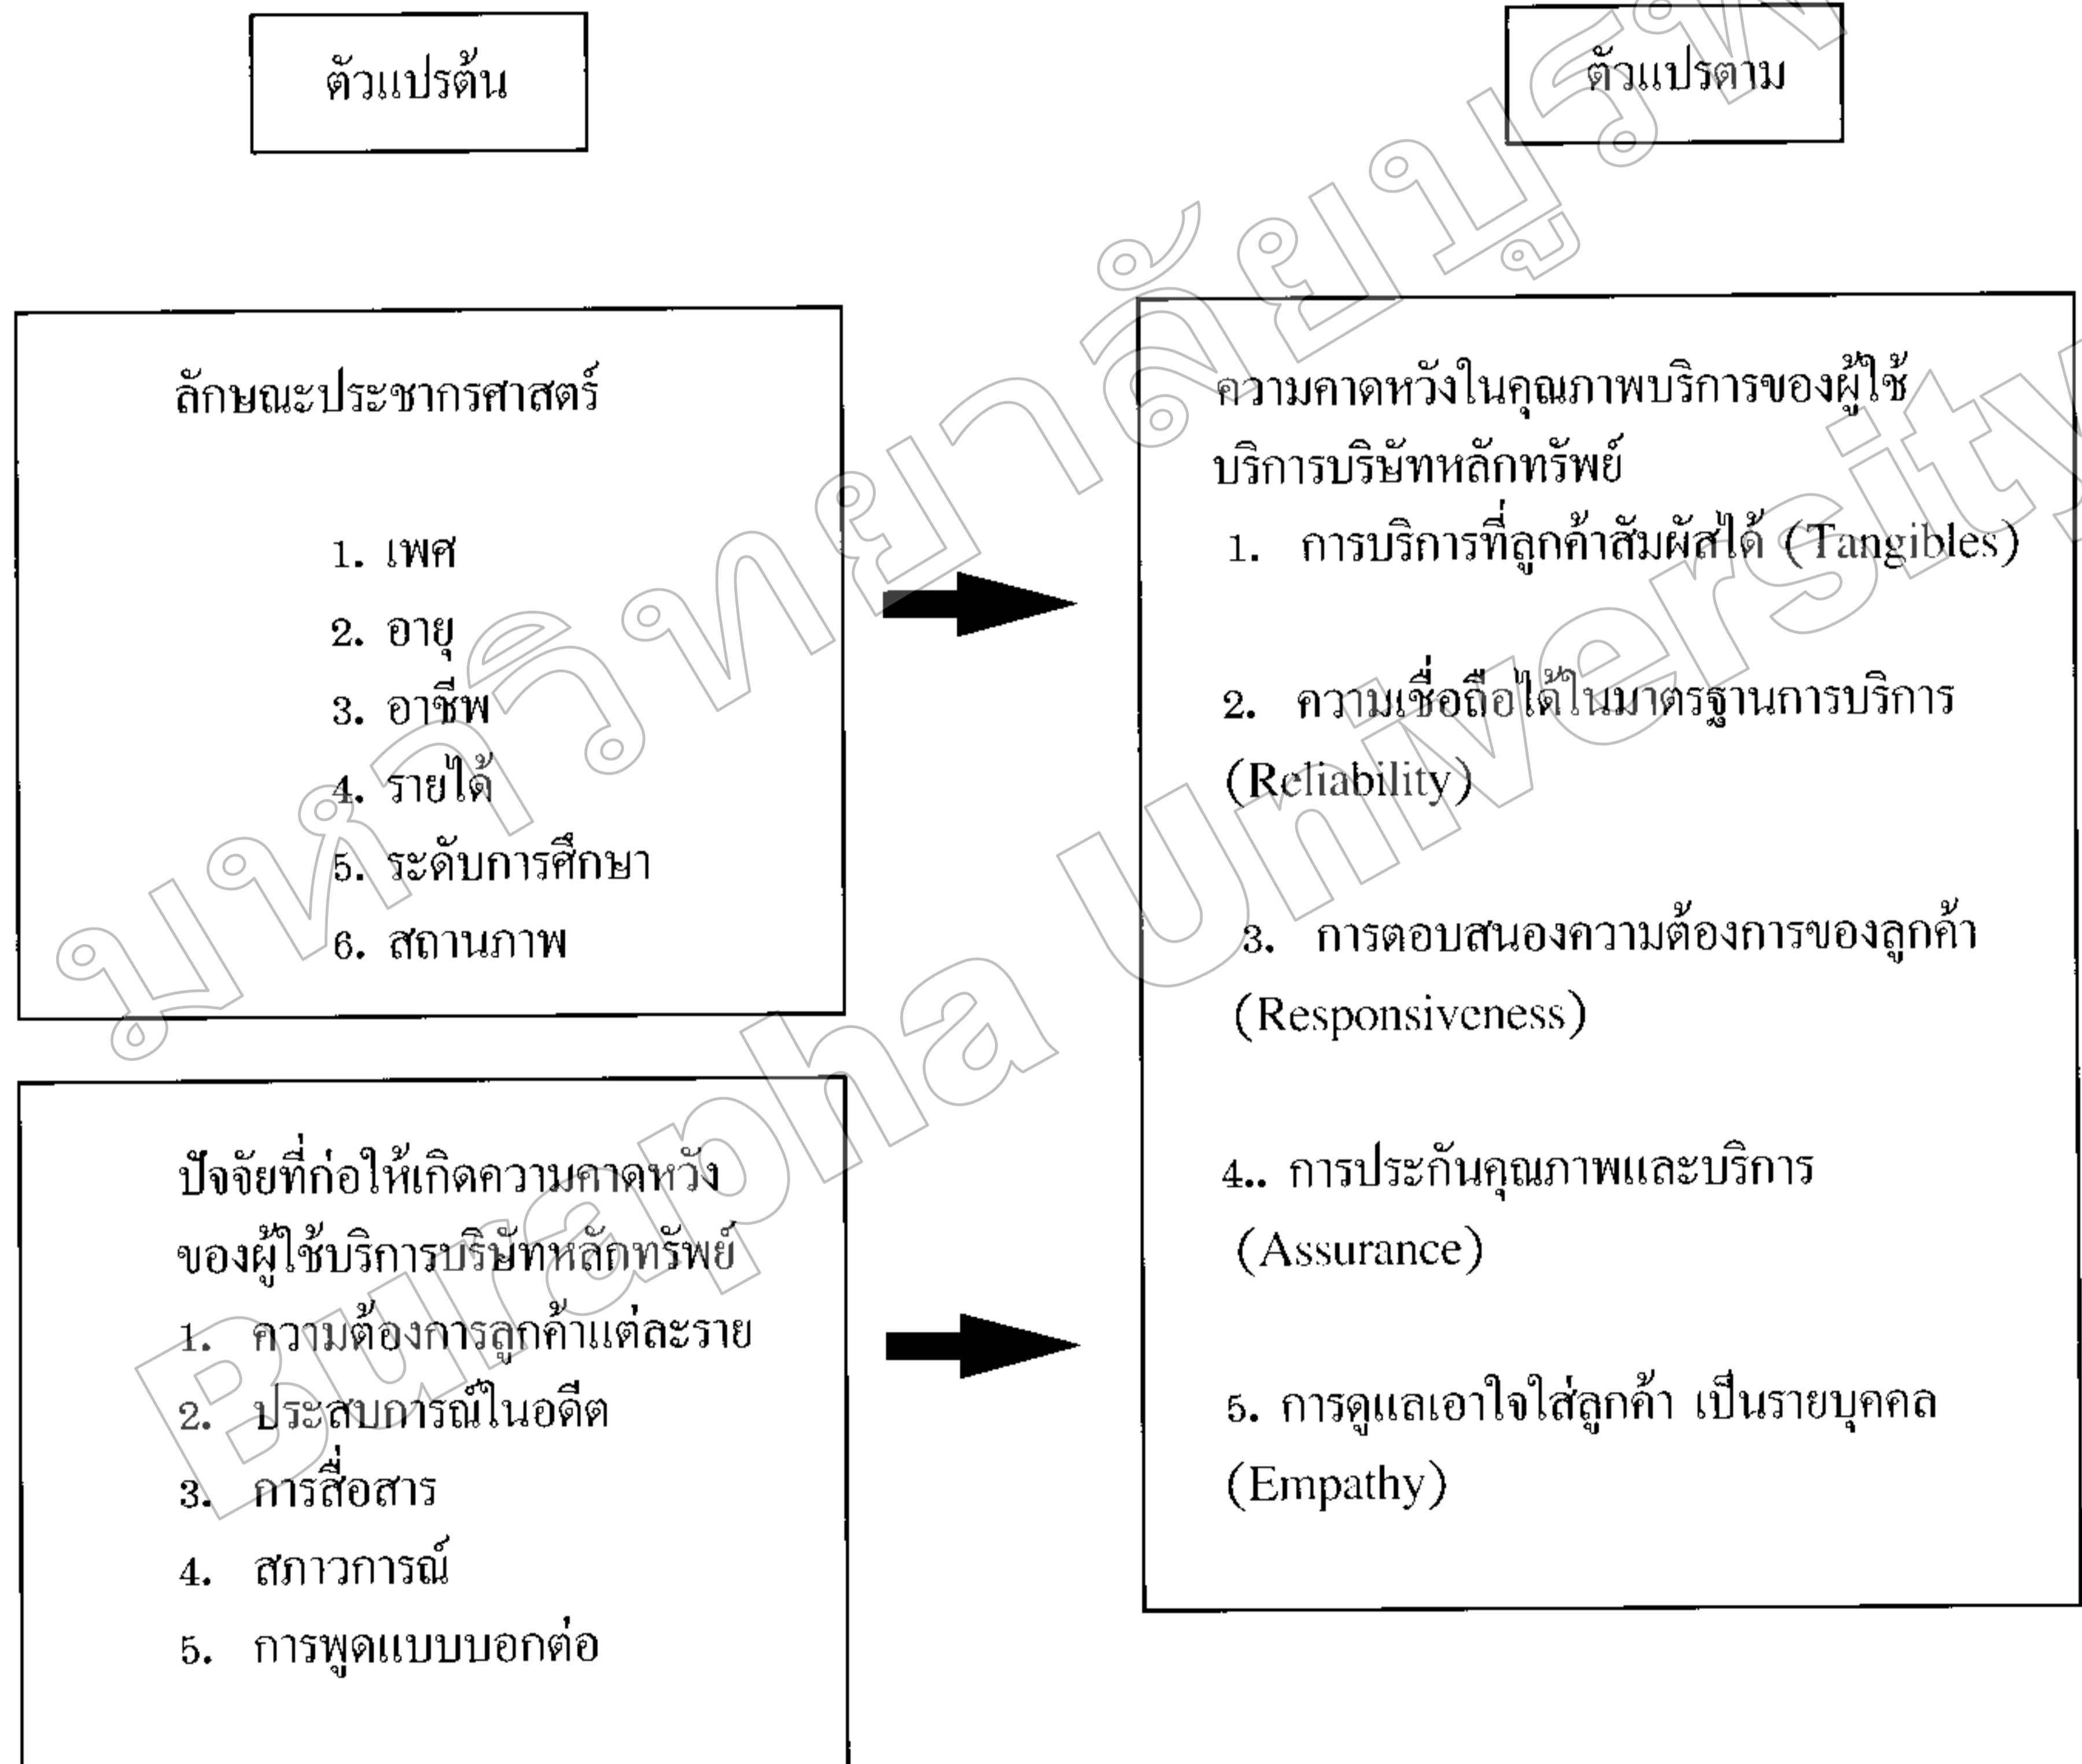 ตัวแปรต้น
ตัวแปรตาม
ลักษณะประชากรศาสตร์
1. เพศ
2. อายุ
3. อาชีพ
4. รายได้
5. ระดับการศึกษา
6. สถานภาพ
ปัจจัยที่ก่อให้เกิดความคาดหวัง
ของผู้ใช้บริการบริษัทหลักทรัพย์
1. ความต้องการลูกค้าแต่ละราย
2. ประสบการณ์ในอดีต
3. การสื่อสาร
4. สภาวการณ์
5. การพูดแบบบอกต่อ
ความคาดหวังในคุณภาพบริการของผู้ใช้
บริการบริษัทหลักทรัพย์
1. การบริการที่ลูกค้าสัมผัสได้ (Tangibles)
2. ความเชื่อถือได้ในมาตรฐานการบริการ
(Reliability)
3. การตอบสนองความต้องการของลูกค้า
(Responsiveness)
4.. การประกันคุณภาพและบริการ
(Assurance)
5. การดูแลเอาใจใส่ลูกค้า เป็นรายบุคคล
(Empathy)
Burapha University